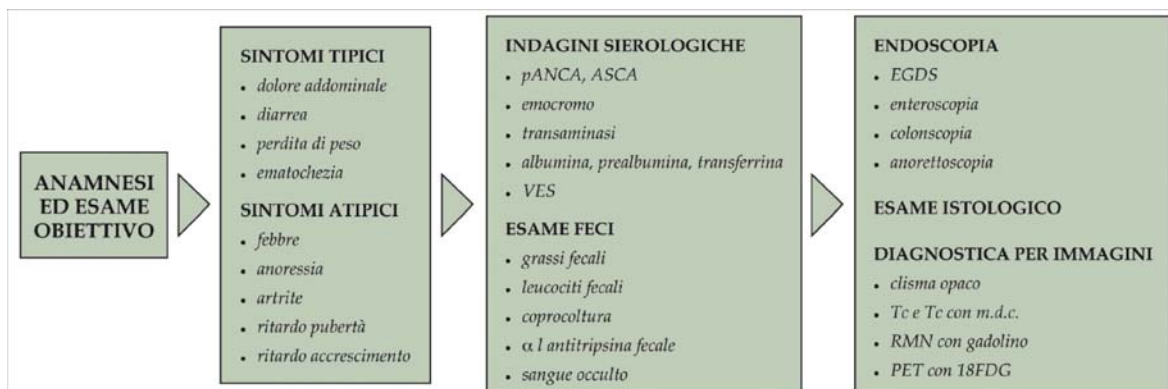 ANAMNESI
ED ESAME
OBIETTIVO
SINTOMI TIPICI
• dolore addominale
• diarrea
• perdita di peso
• ematochezia
SINTOMI ATIPICI
• febbre
• anoressia
• artrite
• ritardo pubertà
• ritardo accrescimento
INDAGINI SIEROLOGICHE
• pANCA, ASCA
• emocromo
• transaminasi
• albumina, prealbumina, transferrina
• VES
ESAME FECI
• grassi fecali
• leucociti fecali
• coprocoltura
• α l antitripsina fecale
• sangue occulto
ENDOSCOPIA
• EGDS
• enteroscopia
• colonscopia
• anorettoscopia
ESAME ISTOLOGICO
DIAGNOSTICA PER IMMAGINI
• clisma opaco
• Tc e Tc con m.d.c.
• RMN con gadolino
• PET con 18FDG